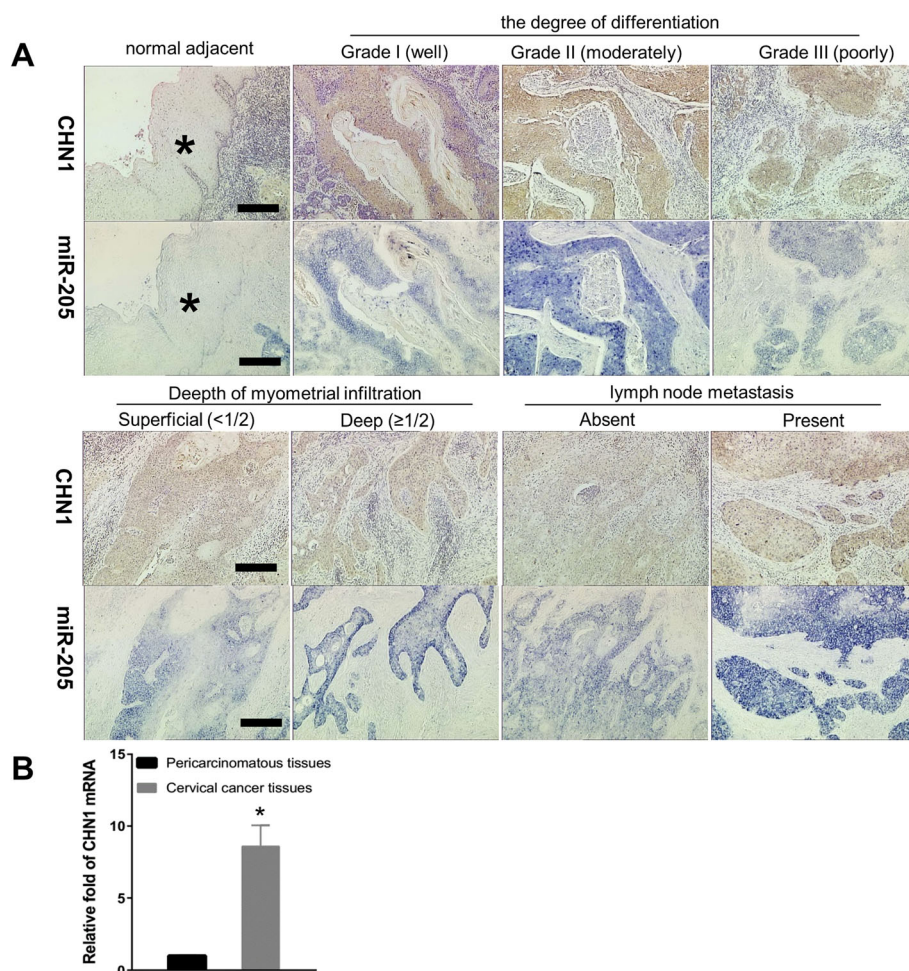 the degree of differentiation
A
normal adjacent
Grade I (well)
Grade II (moderately)
Grade III (poorly)
CHN1
*
miR-205
*
Deepth of myometrial infiltration
lymph node metastasis
Superficial (<1/2)
Deep (≥1/2)
Absent
Present
CHN1
miR-205
B
Relative fold of CHN1 mRNA
15
10
5
0
Pericarcinomatous tissues
Cervical cancer tissues
*